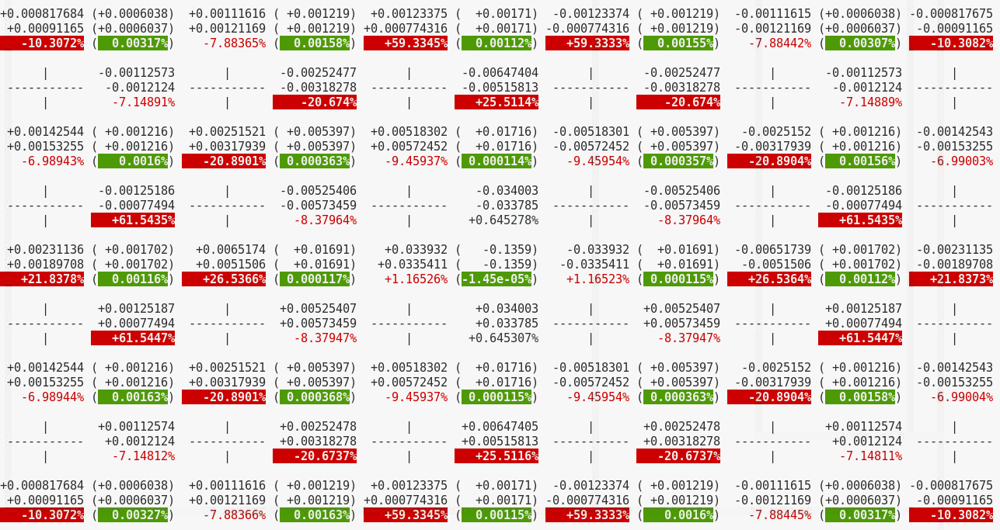 +0.000817684 (+0.0006038)  +0.00111616 ( +0.001219)  +0.00123375 (  +0.00171)  -0.00123374 ( +0.001219)  -0.00111615 (+0.0006038) -0.000817675
+0.00091165 (+0.0006037)  +0.00121169 ( +0.001219) +0.000774316 (  +0.00171) -0.000774316 ( +0.001219)  -0.00121169 (+0.0006037)  -0.00091165
-10.3072% (  0.00317%)    -7.88365% (  0.00158%)    +59.3345% (  0.00112%)    +59.3333% (  0.00155%)    -7.88442% (  0.00307%)    -10.3082%
|       -0.00112573       |       -0.00252477       |       -0.00647404       |       -0.00252477       |       -0.00112573       |
-----------   -0.0012124  -----------  -0.00318278  -----------  -0.00515813  -----------  -0.00318278  -----------   -0.0012124  -----------
|         -7.14891%       |         -20.674%       |       +25.5114%       |         -20.674%       |         -7.14889%       |
+0.00142544 ( +0.001216)  +0.00251521 ( +0.005397)  +0.00518302 (  +0.01716)  -0.00518301 ( +0.005397)   -0.0025152 ( +0.001216)  -0.00142543
+0.00153255 ( +0.001216)  +0.00317939 ( +0.005397)  +0.00572452 (  +0.01716)  -0.00572452 ( +0.005397)  -0.00317939 ( +0.001216)  -0.00153255
-6.98943% (   0.0016%)    -20.8901% ( 0.000363%)    -9.45937% ( 0.000114%)    -9.45954% ( 0.000357%)    -20.8904% (  0.00156%)    -6.99003%
|       -0.00125186       |       -0.00525406       |         -0.034003       |       -0.00525406       |       -0.00125186       |
-----------  -0.00077494  -----------  -0.00573459  -----------    -0.033785  -----------  -0.00573459  -----------  -0.00077494  -----------
|         +61.5435%       |         -8.37964%       |        +0.645278%       |         -8.37964%       |         +61.5435%       |
+0.00231136 ( +0.001702)   +0.0065174 (  +0.01691)    +0.033932 (   -0.1359)    -0.033932 (  +0.01691)  -0.00651739 ( +0.001702)  -0.00231135
+0.00189708 ( +0.001702)   +0.0051506 (  +0.01691)   +0.0335411 (   -0.1359)   -0.0335411 (  +0.01691)   -0.0051506 ( +0.001702)  -0.00189708
+21.8378% (  0.00116%)    +26.5366% ( 0.000117%)    +1.16526% (-1.45e-05%)    +1.16523% ( 0.000115%)    +26.5364% (  0.00112%)    +21.8373%
|       +0.00125187       |       +0.00525407       |         +0.034003       |       +0.00525407       |       +0.00125187       |
-----------  +0.00077494  -----------  +0.00573459  -----------    +0.033785  -----------  +0.00573459  -----------  +0.00077494  -----------
|         +61.5447%       |         -8.37947%       |        +0.645307%       |         -8.37947%       |         +61.5447%       |
+0.00142544 ( +0.001216)  +0.00251521 ( +0.005397)  +0.00518302 (  +0.01716)  -0.00518301 ( +0.005397)   -0.0025152 ( +0.001216)  -0.00142543
+0.00153255 ( +0.001216)  +0.00317939 ( +0.005397)  +0.00572452 (  +0.01716)  -0.00572452 ( +0.005397)  -0.00317939 ( +0.001216)  -0.00153255
-6.98944% (  0.00163%)    -20.8901% ( 0.000368%)    -9.45937% ( 0.000115%)    -9.45954% ( 0.000363%)    -20.8904% (  0.00158%)    -6.99004%
|       +0.00112574       |       +0.00252478       |       +0.00647405       |       +0.00252478       |       +0.00112574       |
-----------   +0.0012124  -----------  +0.00318278  -----------  +0.00515813  -----------  +0.00318278  -----------   +0.0012124  -----------
|         -7.14812%       |         -20.6737%       |         +25.5116%       |         -20.6737%       |         -7.14811%       |
+0.000817684 (+0.0006038)  +0.00111616 ( +0.001219)  +0.00123375 (  +0.00171)  -0.00123374 ( +0.001219)  -0.00111615 (+0.0006038) -0.000817675
+0.00091165 (+0.0006037)  +0.00121169 ( +0.001219) +0.000774316 (  +0.00171) -0.000774316 ( +0.001219)  -0.00121169 (+0.0006037)  -0.00091165
-10.3072% (  0.00327%)    -7.88366% (  0.00163%)    +59.3345% (  0.00115%)    +59.3333% (   0.0016%)    -7.88445% (  0.00317%)    -10.3082%